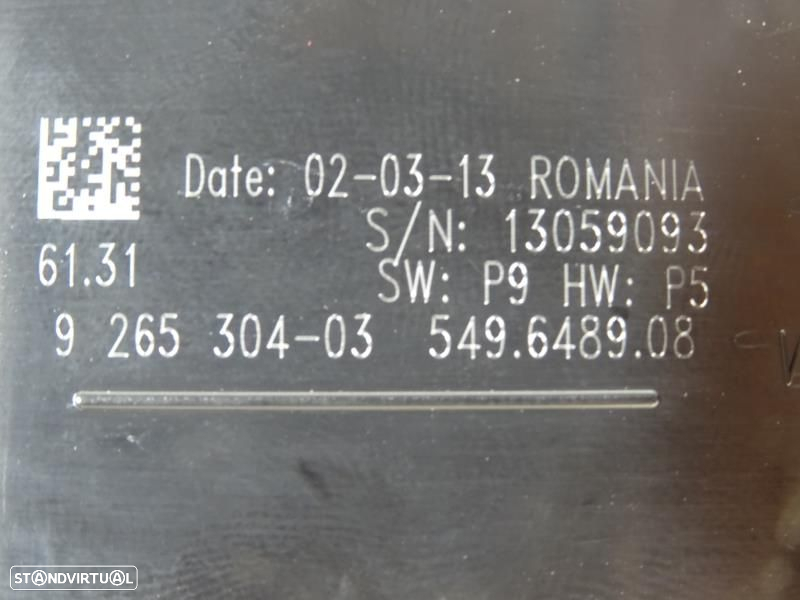 Date: 02-03-13 ROMANIA
S/N: 13059093
61.31
SW: P9 HW: P5
9 265 304-03 549.6489.08
STANDVIRTUAL